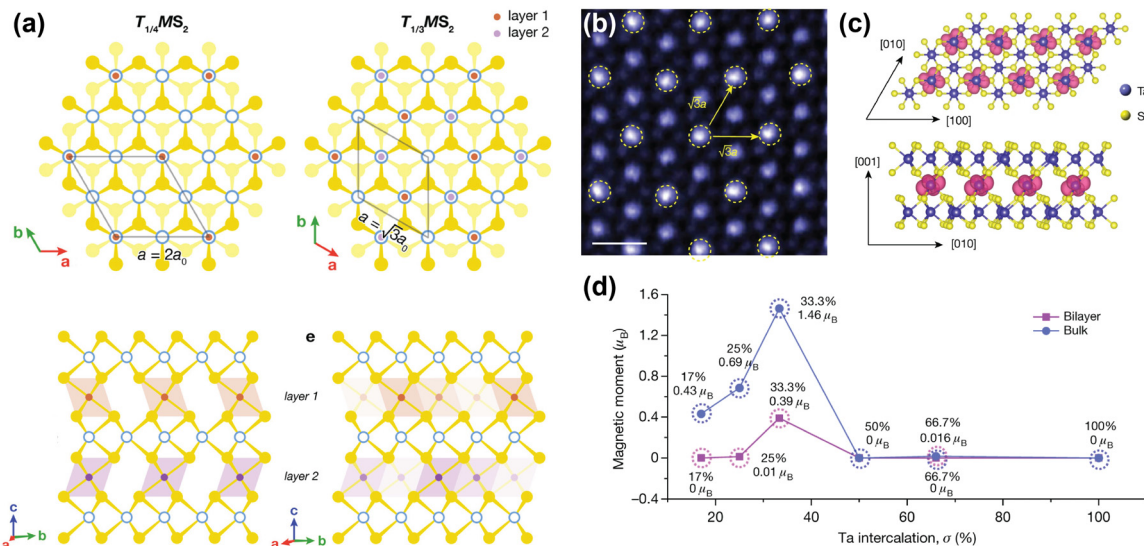 (a)
T1/4MS2
T1/3MS2
layer 1
layer 2
a = 2a0
a = √3a0
b
a
b
a
e
layer 1
layer 2
c
b
a
c
b
a
(b)
√3a
√3a
(c)
[010]
[100]
Ta
S
[001]
[010]
(d)
Magnetic moment (μB)
1.6
1.2
0.8
0.4
0
–0.4
17%
0.43 μB
25%
0.69 μB
33.3%
1.46 μB
33.3%
0.39 μB
17%
0 μB
25%
0.01 μB
50%
0 μB
66.7%
0.016 μB
66.7%
0 μB
100%
0 μB
Bilayer
Bulk
20
40
60
80
100
Ta intercalation, σ (%)